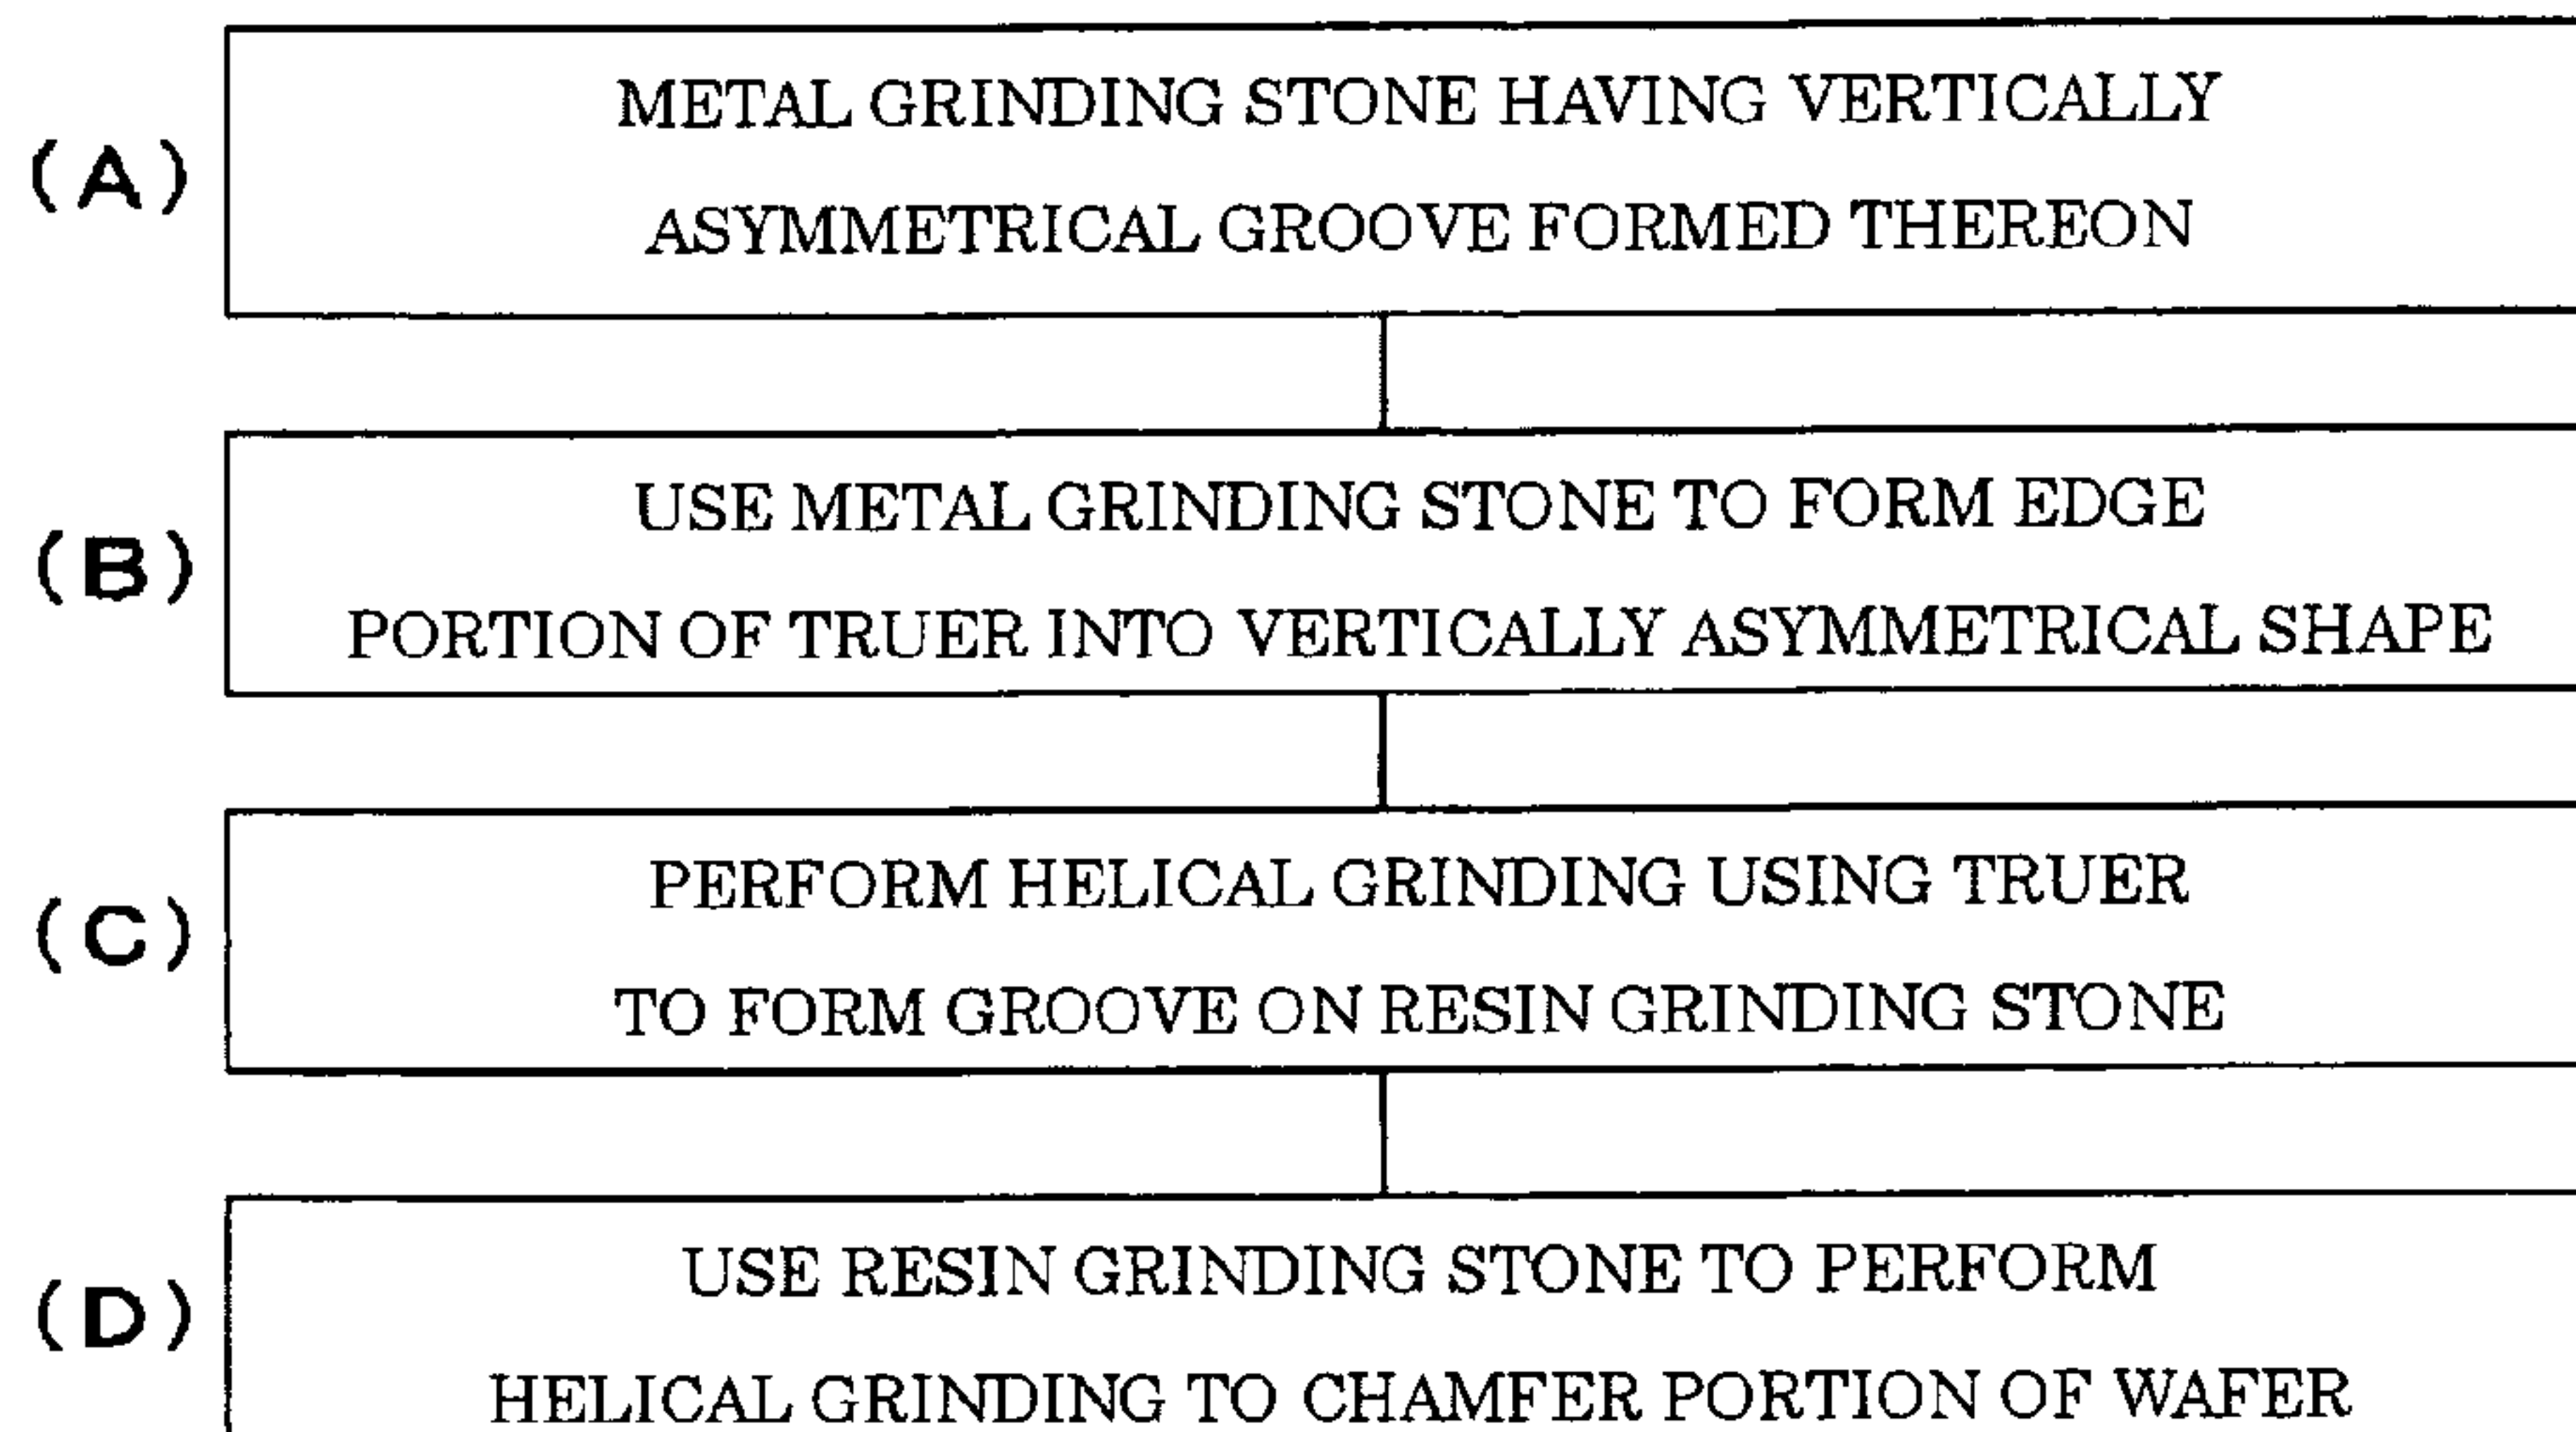 METAL GRINDING STONE HAVING VERTICALLY
(A)
ASYMMETRICAL GROOVE FORMED THEREON
USE METAL GRINDING STONE TO FORM EDGE
(B)
PORTION OF TRUER INTO VERTICALLY ASYMMETRICAL SHAPE
PERFORM HELICAL GRINDING USING TRUER
(C)
TO FORM GROOVE ON RESIN GRINDING STONE
USE RESIN GRINDING STONE TO PERFORM
(D)
HELICAL GRINDING TO CHAMFER PORTION OF WAFER